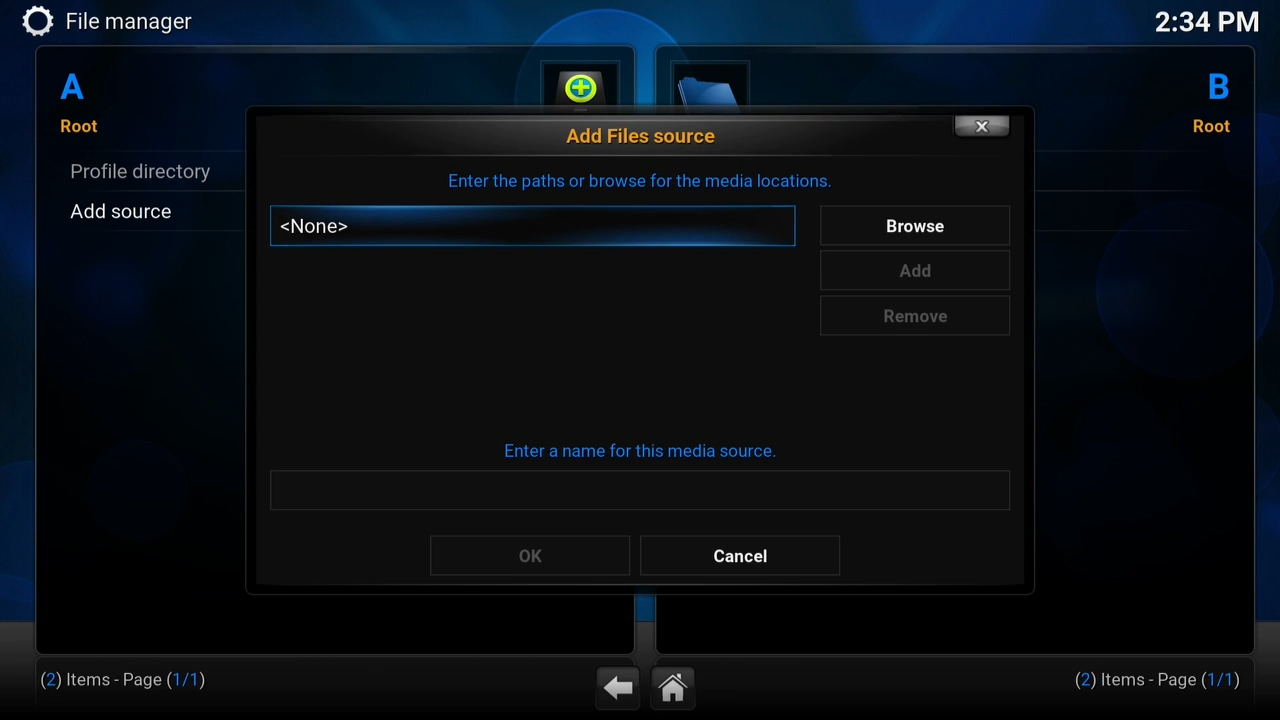 File manager
2:34 PM
A
B
Root
Root
Profile directory
Add source
Add Files source
Enter the paths or browse for the media locations.
<None>
Browse
Add
Remove
Enter a name for this media source.
OK
Cancel
(2) Items - Page (1/1)
(2) Items - Page (1/1)